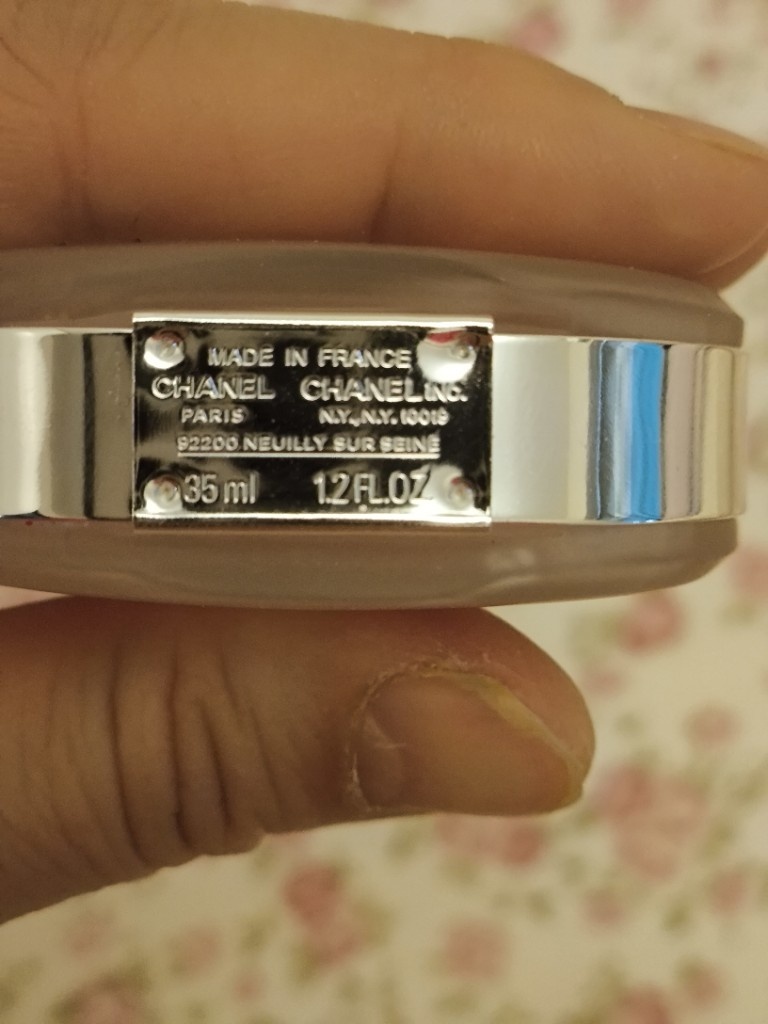 MADE IN FRANCE
CHANEL CHANEL INC.
PARIS N.Y., N.Y. 10019
92200 NEUILLY SUR SEINE
35 ml 1.2 FL.OZ